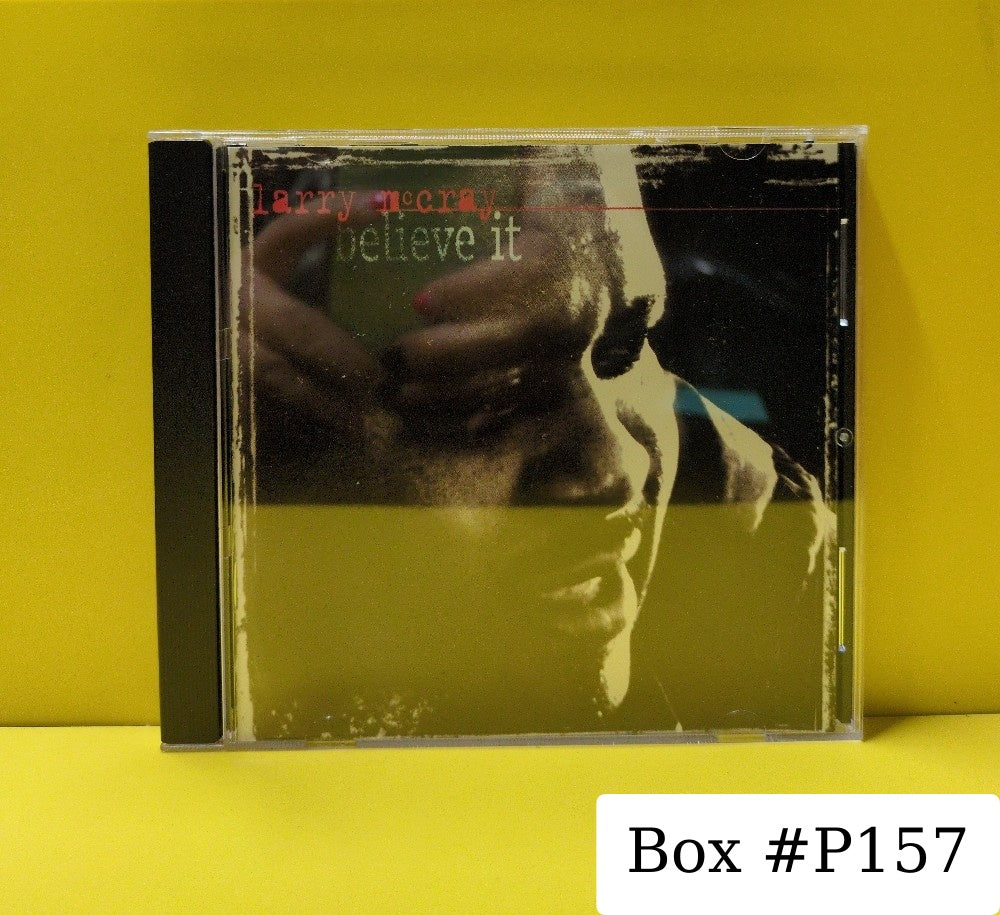 larry mccray
believe it
Box #P157